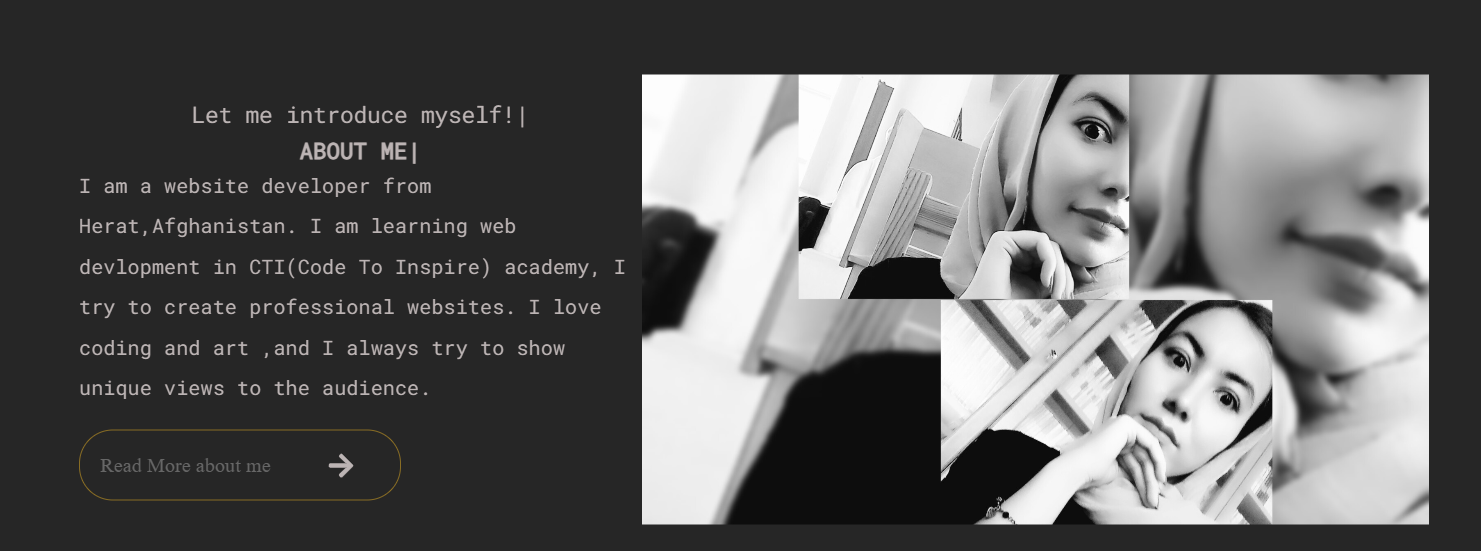 Let me introduce myself!|
ABOUT ME|
I am a website developer from
Herat,Afghanistan. I am learning web
devlopment in CTI(Code To Inspire) academy, I
try to create professional websites. I love
coding and art ,and I always try to show
unique views to the audience.
Read More about me